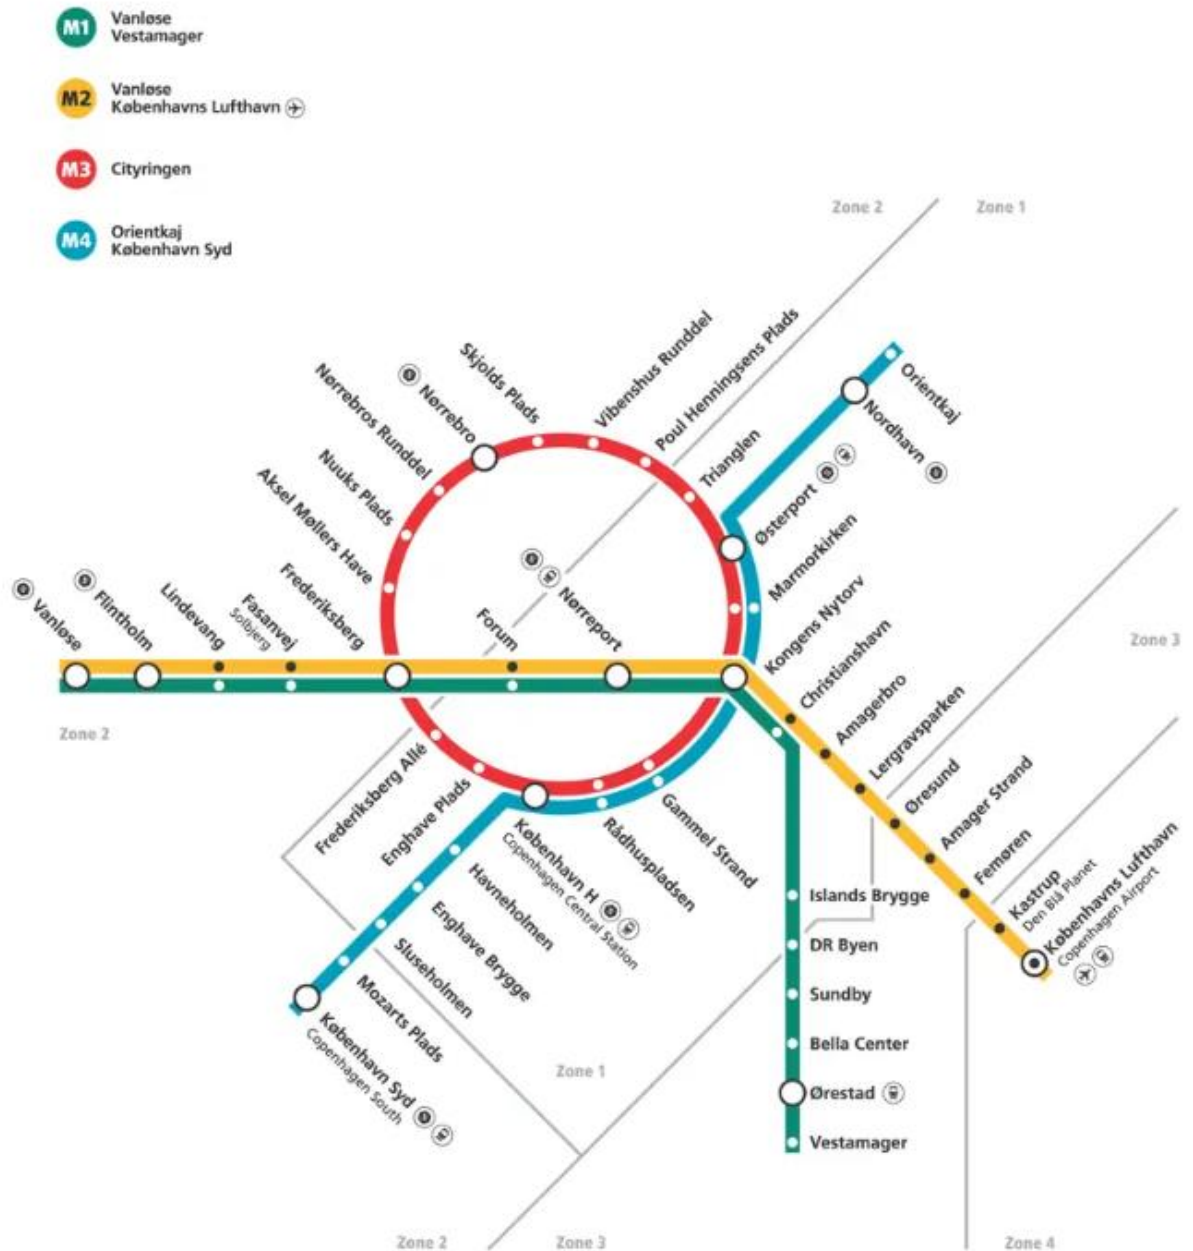 M1
Vanløse
Vestamager
M2
Vanløse
Københavns Lufthavn
M3
Cityringen
M4
Orientkaj
København Syd
Zone 2
Zone 1
Skjolds Plads
Vibenshus Runddel
Poul Henningsens Plads
Nørrebro
Nørrebros Runddel
Trianglen
Orientkaj
Nordhavn
Østerport
Nuuks Plads
Aksel Møllers Have
Marmorkirken
Frederiksberg
Vanløse
Flintholm
Lindevang
Fasanvej
Solbjerg
Forum
Nørreport
Kongens Nytorv
Christianshavn
Amagerbro
Lergravsparken
Zone 3
Zone 2
Frederiksberg Allé
Enghave Plads
København H
Copenhagen Central Station
Rådhuspladsen
Gammel Strand
Øresund
Amager Strand
Femøren
Kastrup
Den Blå Planet
Københavns Lufthavn
Copenhagen Airport
Havneholmen
Enghave Brygge
Sluseholmen
Mozarts Plads
København Syd
Copenhagen South
Islands Brygge
DR Byen
Sundby
Bella Center
Ørestad
Vestamager
Zone 1
Zone 2
Zone 3
Zone 4